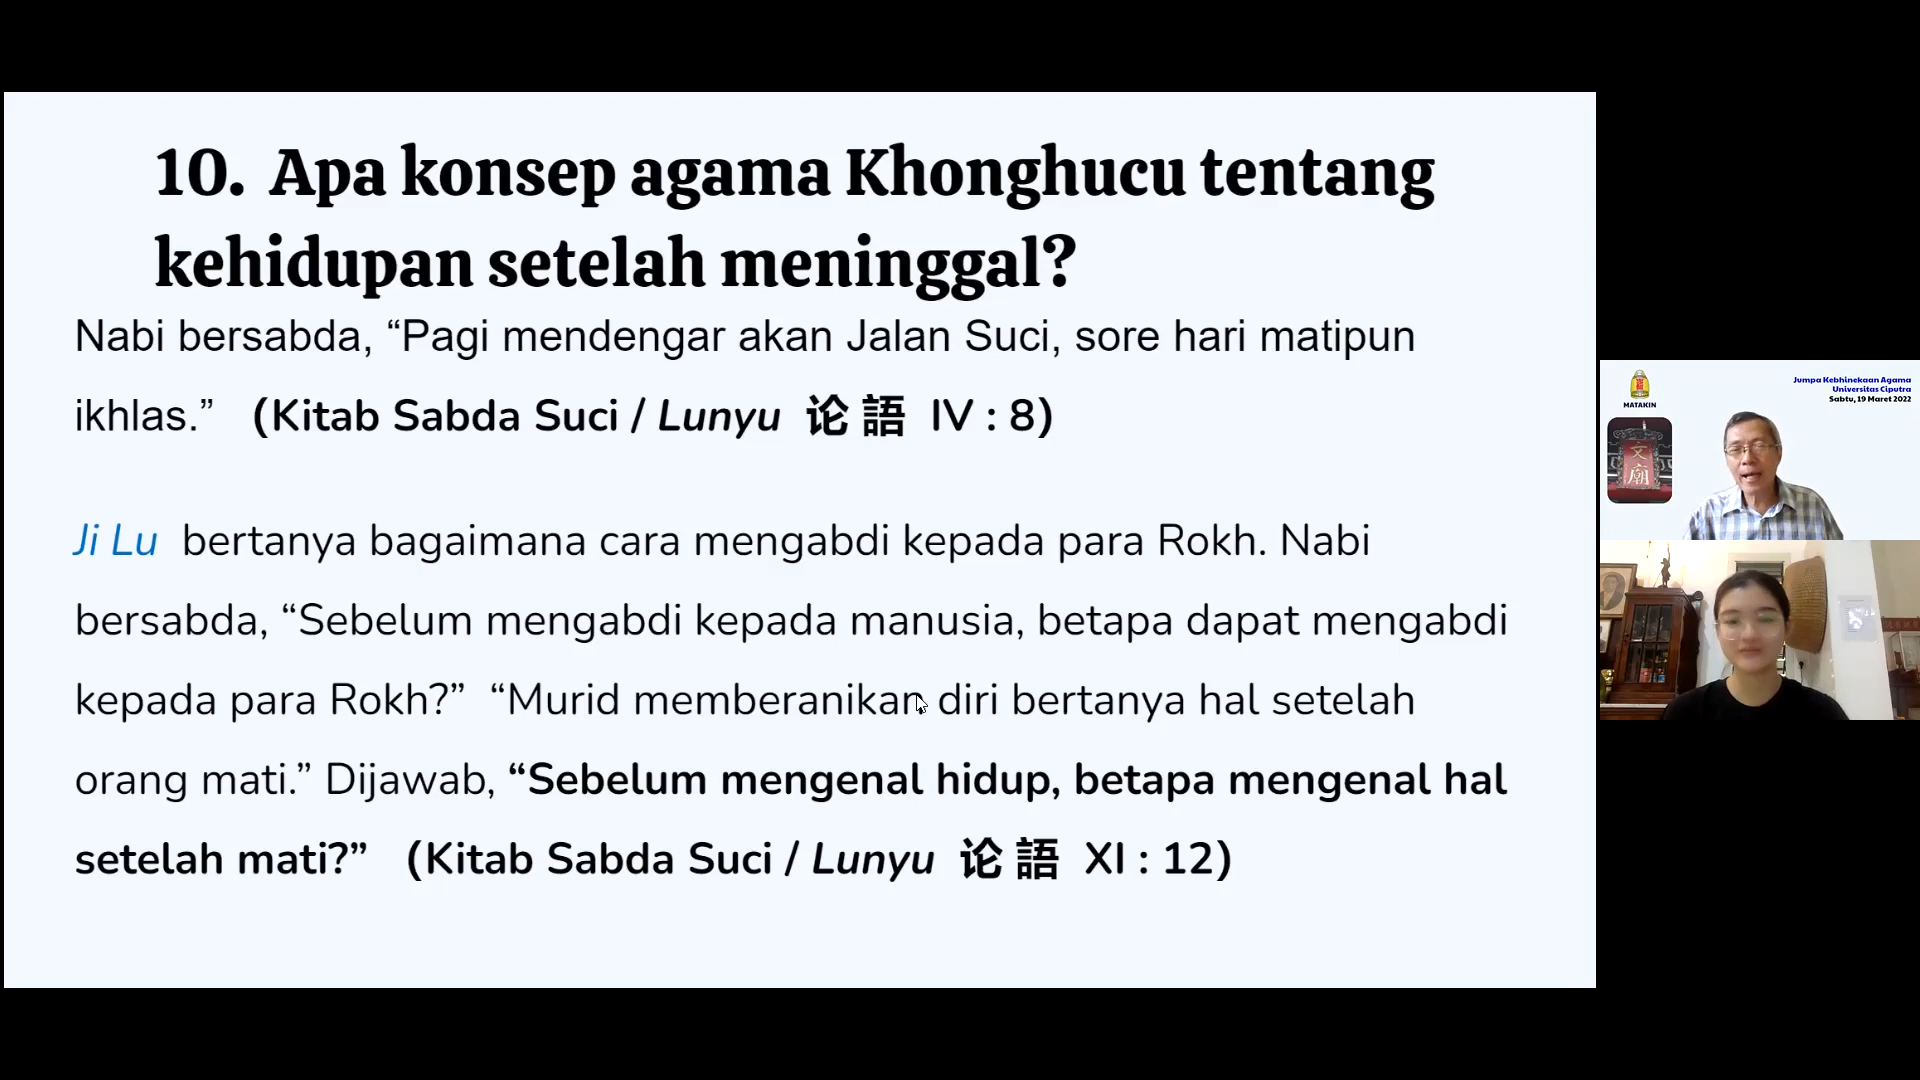 10. Apa konsep agama Khonghucu tentang
kehidupan setelah meninggal?
Nabi bersabda, “Pagi mendengar akan Jalan Suci, sore hari matipun
ikhlas.” (Kitab Sabda Suci / Lunyu 论 語 IV : 8)
Ji Lu bertanya bagaimana cara mengabdi kepada para Rokh. Nabi
bersabda, “Sebelum mengabdi kepada manusia, betapa dapat mengabdi
kepada para Rokh?” “Murid memberanikan diri bertanya hal setelah
orang mati.” Dijawab, “Sebelum mengenal hidup, betapa mengenal hal
setelah mati?” (Kitab Sabda Suci / Lunyu 论 語 XI : 12)
MATAKIN
Jumpa Kebhinekaan Agama
Universitas Ciputra
Sabtu, 19 Maret 2022
文
廟